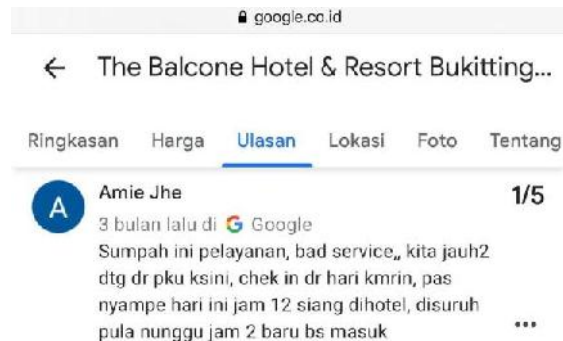 google.co.id
The Balcone Hotel & Resort Bukitting...
Ringkasan Harga Ulasan Lokasi Foto Tentang
A
Amie Jhe 1/5
3 bulan lalu di G Google
Sumpah ini pelayanan, bad service,, kita jauh2
dtg dr pku ksini, chek in dr hari kmrin, pas
nyampe hari ini jam 12 siang dihotel, disuruh
pula nunggu jam 2 baru bs masuk